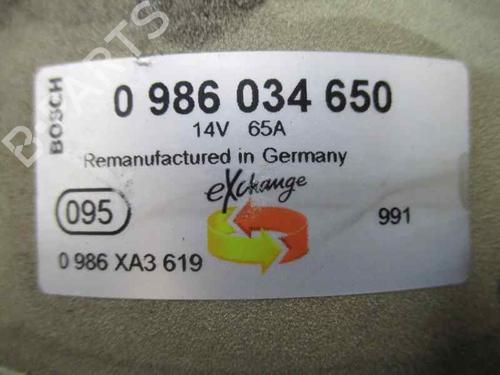 B PARTS
BOSCH
0 986 034 650
14V 65A
Remanufactured in Germany
eXchange
095
991
0 986 XA3 619